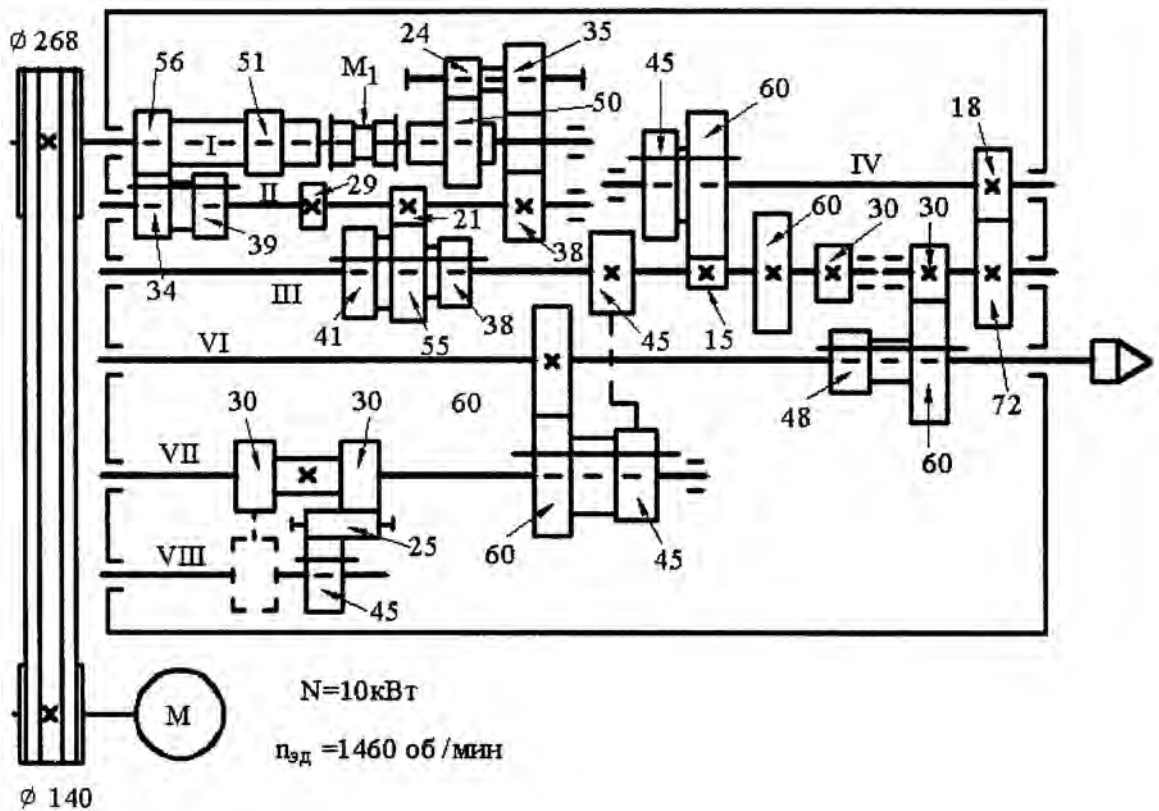 24 35
⌀ 268 56 51 M1 45 60
50 18
I IV
II 29 60 30 30
39 21
34 III 38
41 38 45 15
VI 55
30 30 60 48 72
VII 60
60 45
VIII 25
45
N=10кВт
M
nэд =1460 об /мин
⌀ 140